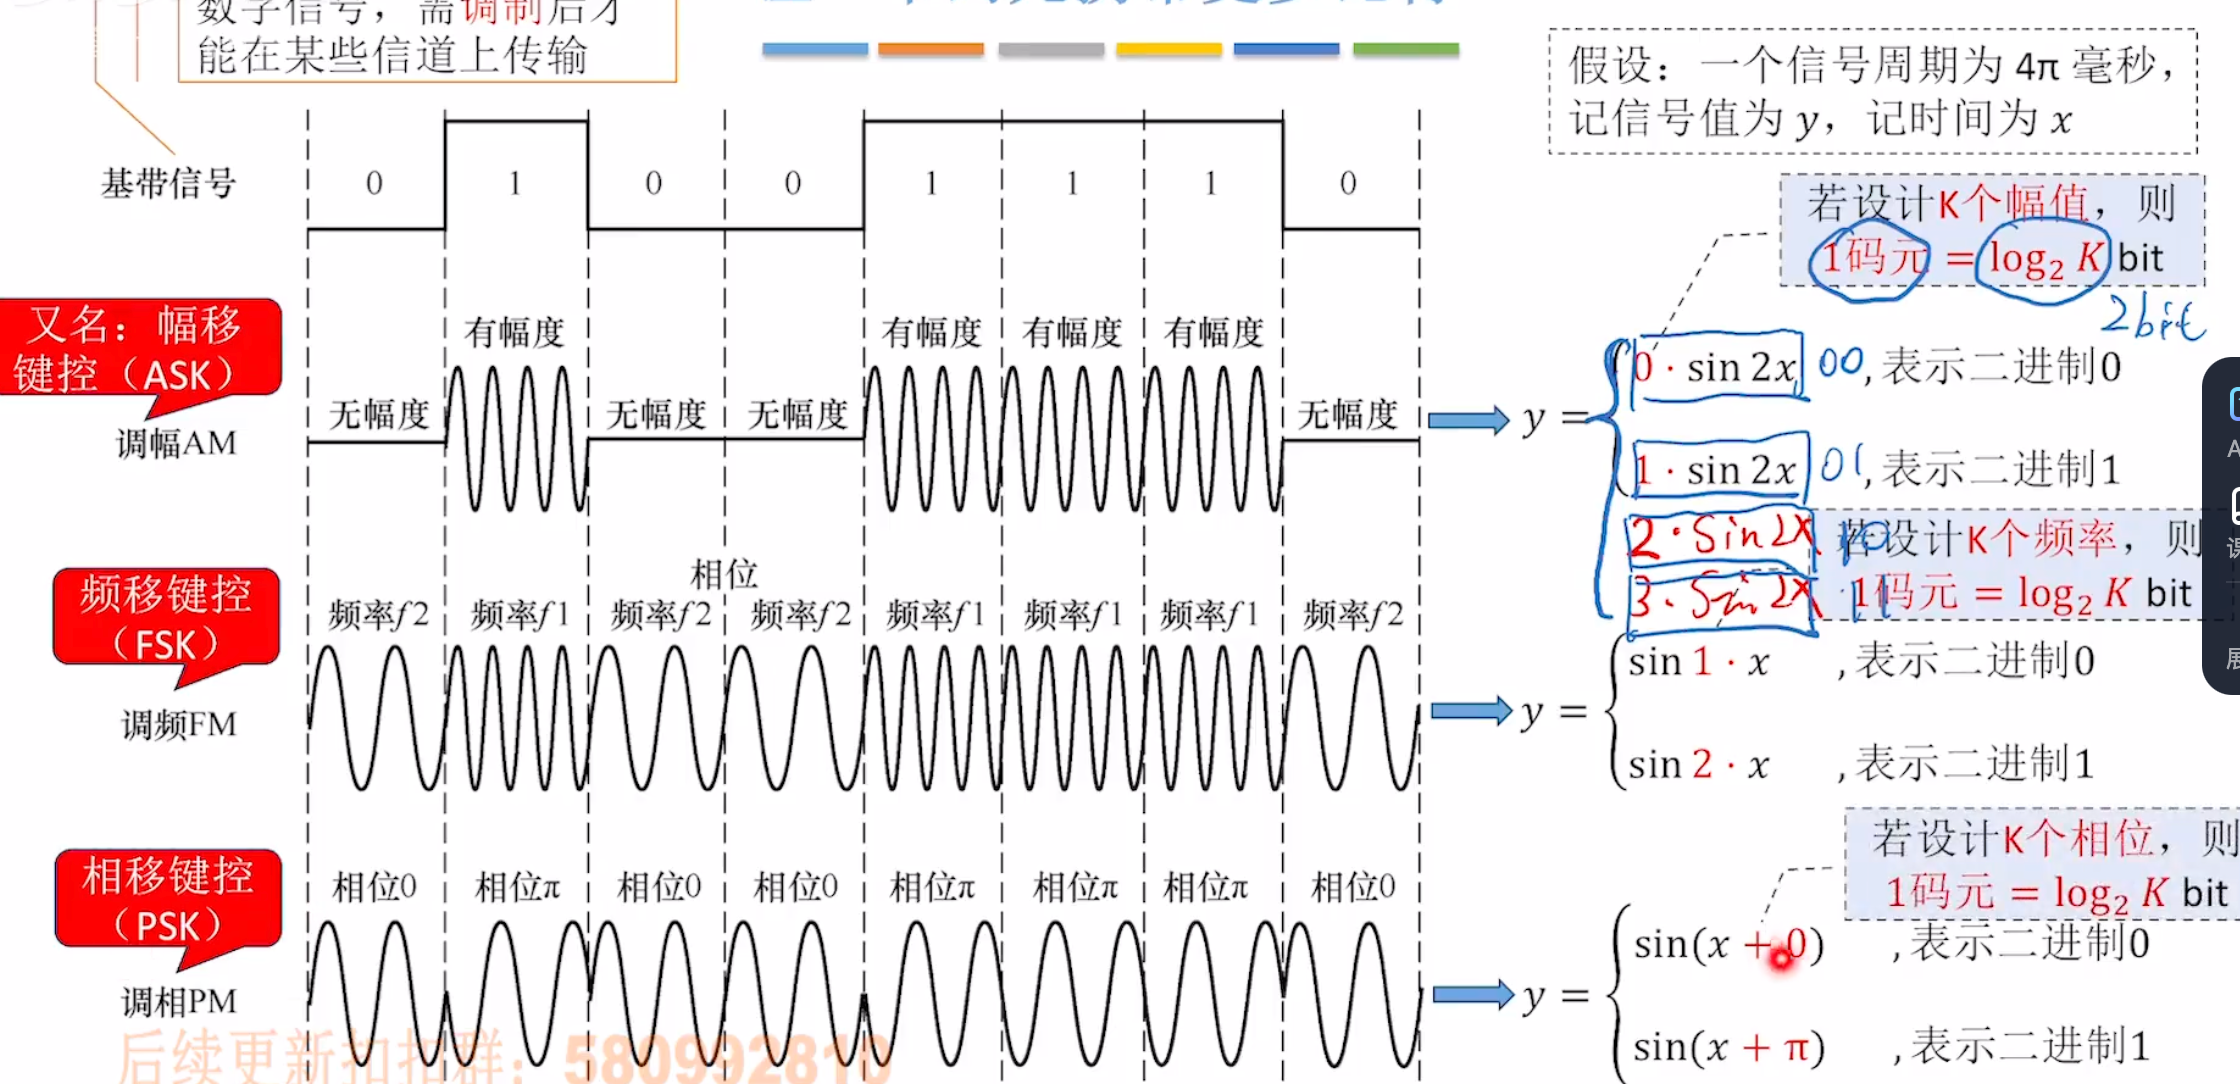 数字信号，需调制后才
能在某些信道上传输
假设：一个信号周期为 4π 毫秒，
记信号值为 y，记时间为 x
基带信号
0 1 0 0 1 1 1 0
若设计K个幅值，则
1码元 = log₂ K bit
2bit
又名：幅移
键控（ASK）
调幅AM
无幅度 有幅度 无幅度 无幅度 有幅度 有幅度 有幅度 无幅度
y =
0 · sin 2x 00 ,表示二进制0
1 · sin 2x 01 ,表示二进制1
2·Sin2X 10
3·Sin2X 11
若设计K个频率，则
1码元 = log₂ K bit
频移键控
（FSK）
调频FM
相位
频率f2 频率f1 频率f2 频率f2 频率f1 频率f1 频率f1 频率f2
y =
sin 1 · x ,表示二进制0
sin 2 · x ,表示二进制1
若设计K个相位，则
1码元 = log₂ K bit
相移键控
（PSK）
调相PM
相位0 相位π 相位0 相位0 相位π 相位π 相位π 相位0
y =
sin(x + 0) ,表示二进制0
sin(x + π) ,表示二进制1
后续更新扣扣群：580992810